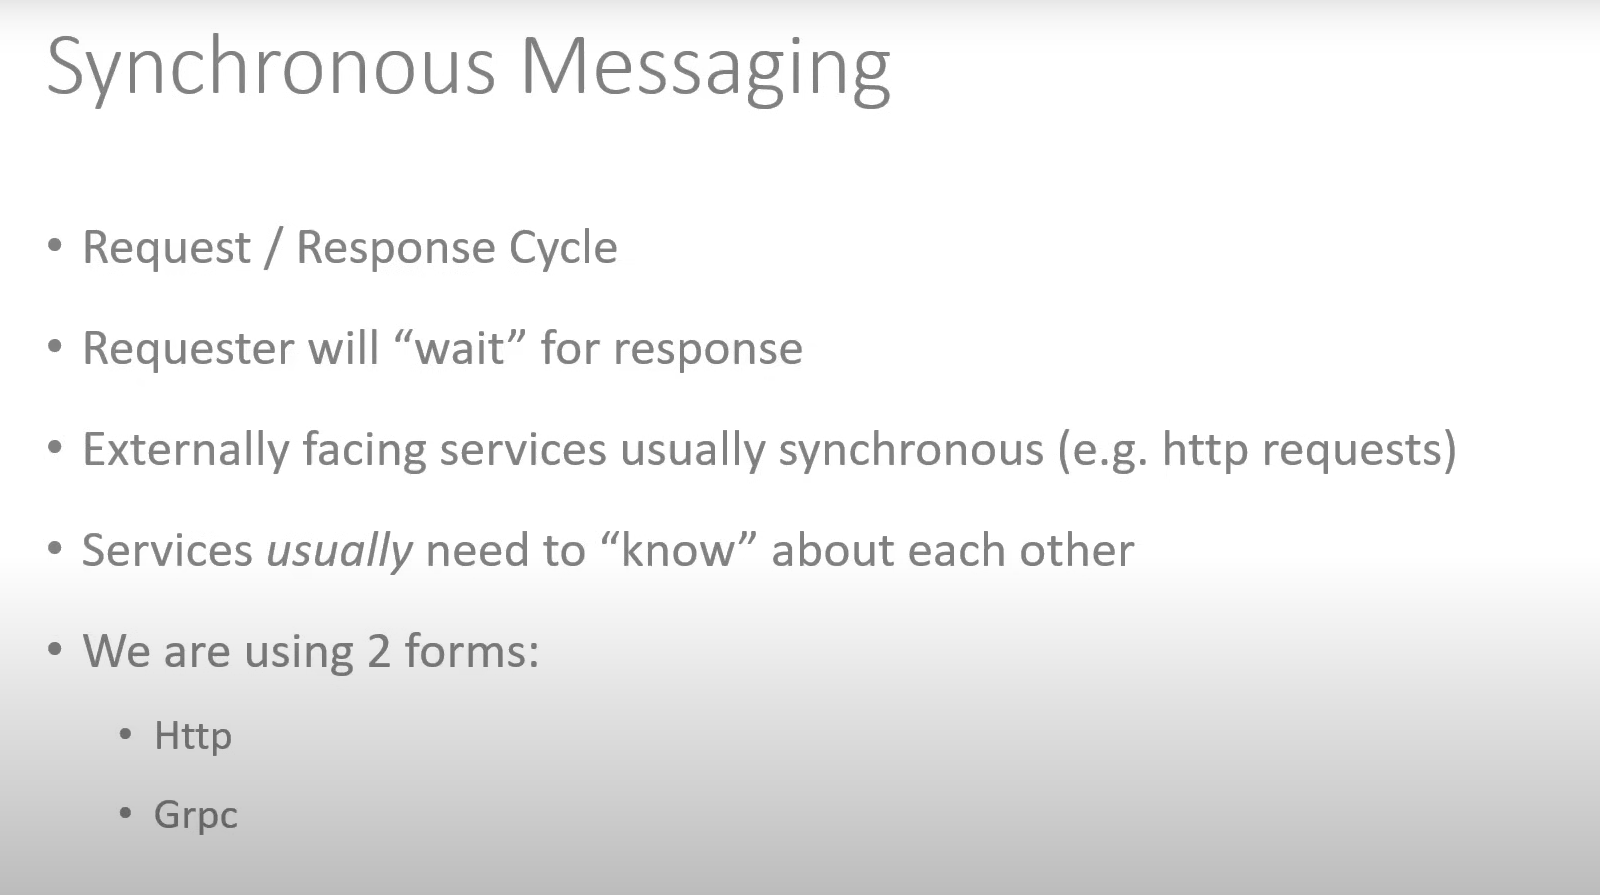 Synchronous Messaging
• Request / Response Cycle
• Requester will “wait” for response
• Externally facing services usually synchronous (e.g. http requests)
• Services usually need to “know” about each other
• We are using 2 forms:
• Http
• Grpc